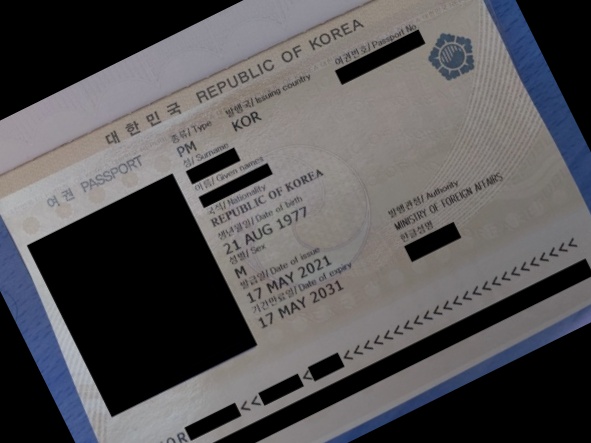 대한민국 REPUBLIC OF KOREA
여권 PASSPORT
종류/Type 발행국/Issuing country 여권번호/Passport No.
PM KOR
성/Surname
이름/Given names
국적/Nationality
REPUBLIC OF KOREA
생년월일/Date of birth
21 AUG 1977
성별/Sex
M
발급일/Date of issue
17 MAY 2021
기간만료일/Date of expiry
17 MAY 2031
발행관청/Authority
MINISTRY OF FOREIGN AFFAIRS
한글성명